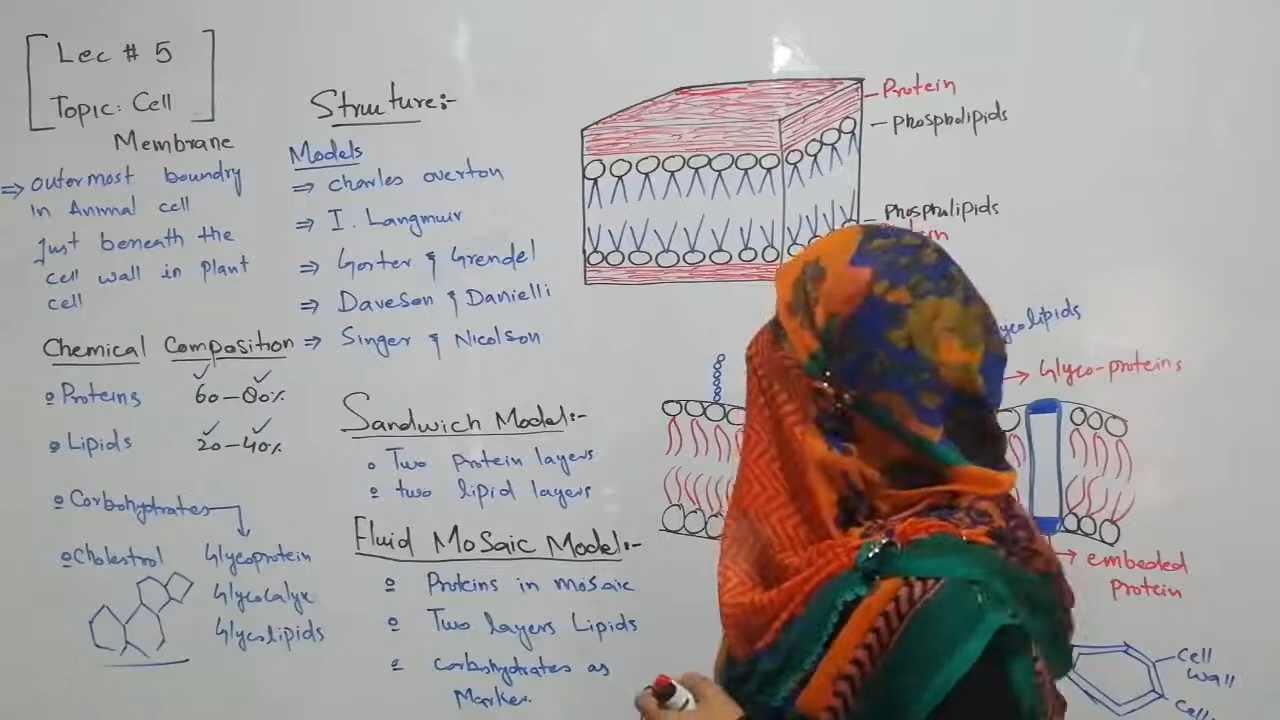 Lec # 5
Topic: Cell
Membrane
⇒ outermost boundry
in Animal cell
Just beneath the
cell wall in plant
cell
Chemical Composition
Proteins 60-80%
Lipids 20-40%
Carbohydrates
Cholestrol
Glycoprotein
Glycocalyx
Glycolipids
Structure:-
Models
⇒ Charles overton
⇒ I. Langmuir
⇒ Gorter & Grendel
⇒ Daveson & Danielli
⇒ Singer & Nicolson
Sandwich Model:-
Two Protein layers
two lipid layers
Fluid Mosaic Model:-
Proteins in mosaic
Two layers Lipids
Carbohydrates as
Marker.
Protein
Phospholipids
Phospholipids
ycolipids
Glyco-proteins
embeded
Protein
Cell
Wall
Cell